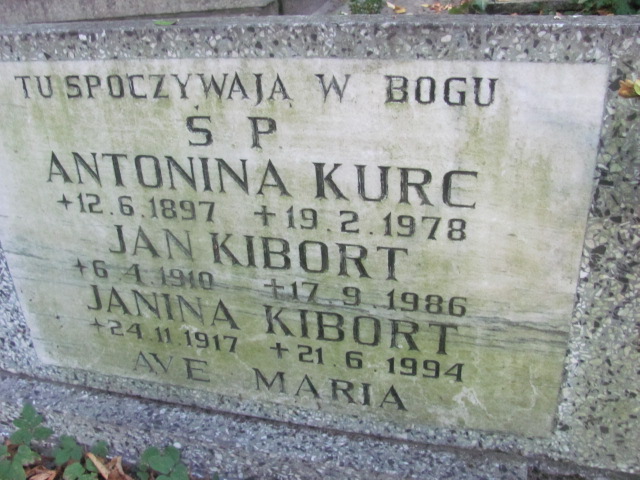 TU SPOCZYWAJĄ W BOGU
Ś P
ANTONINA KURC
+12.6.1897 +19.2.1978
JAN KIBORT
+6.4.1910 +17.9.1986
JANINA KIBORT
+24.11.1917 +21.6.1994
AVE MARIA